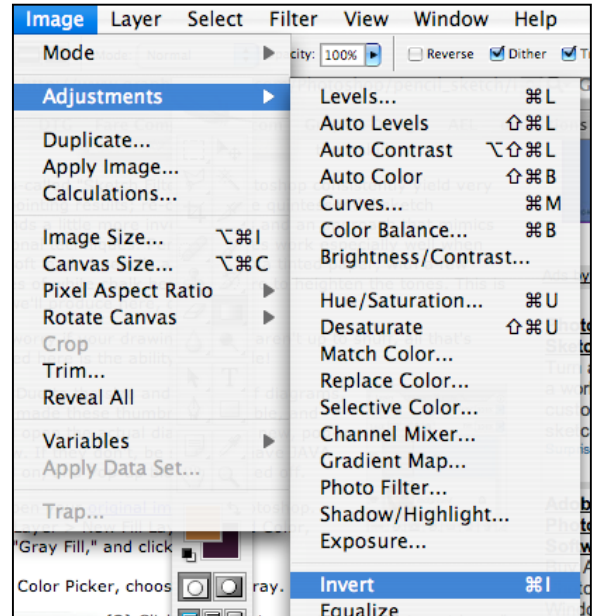 Image Layer Select Filter View Window Help
Mode
100% Reverse Dither
Adjustments
Duplicate...
Apply Image...
Calculations...
Image Size... ⌥⌘I
Canvas Size... ⌥⌘C
Pixel Aspect Ratio
Rotate Canvas
Crop
Trim...
Reveal All
Variables
Apply Data Set...
Trap...
Levels... ⌘L
Auto Levels ⇧⌘L
Auto Contrast ⌥⇧⌘L
Auto Color ⇧⌘B
Curves... ⌘M
Color Balance... ⌘B
Brightness/Contrast...
Hue/Saturation... ⌘U
Desaturate ⇧⌘U
Match Color...
Replace Color...
Selective Color...
Channel Mixer...
Gradient Map...
Photo Filter...
Shadow/Highlight...
Exposure...
Invert ⌘I
Equalize
"Gray Fill," and click
Color Picker, choos ray.